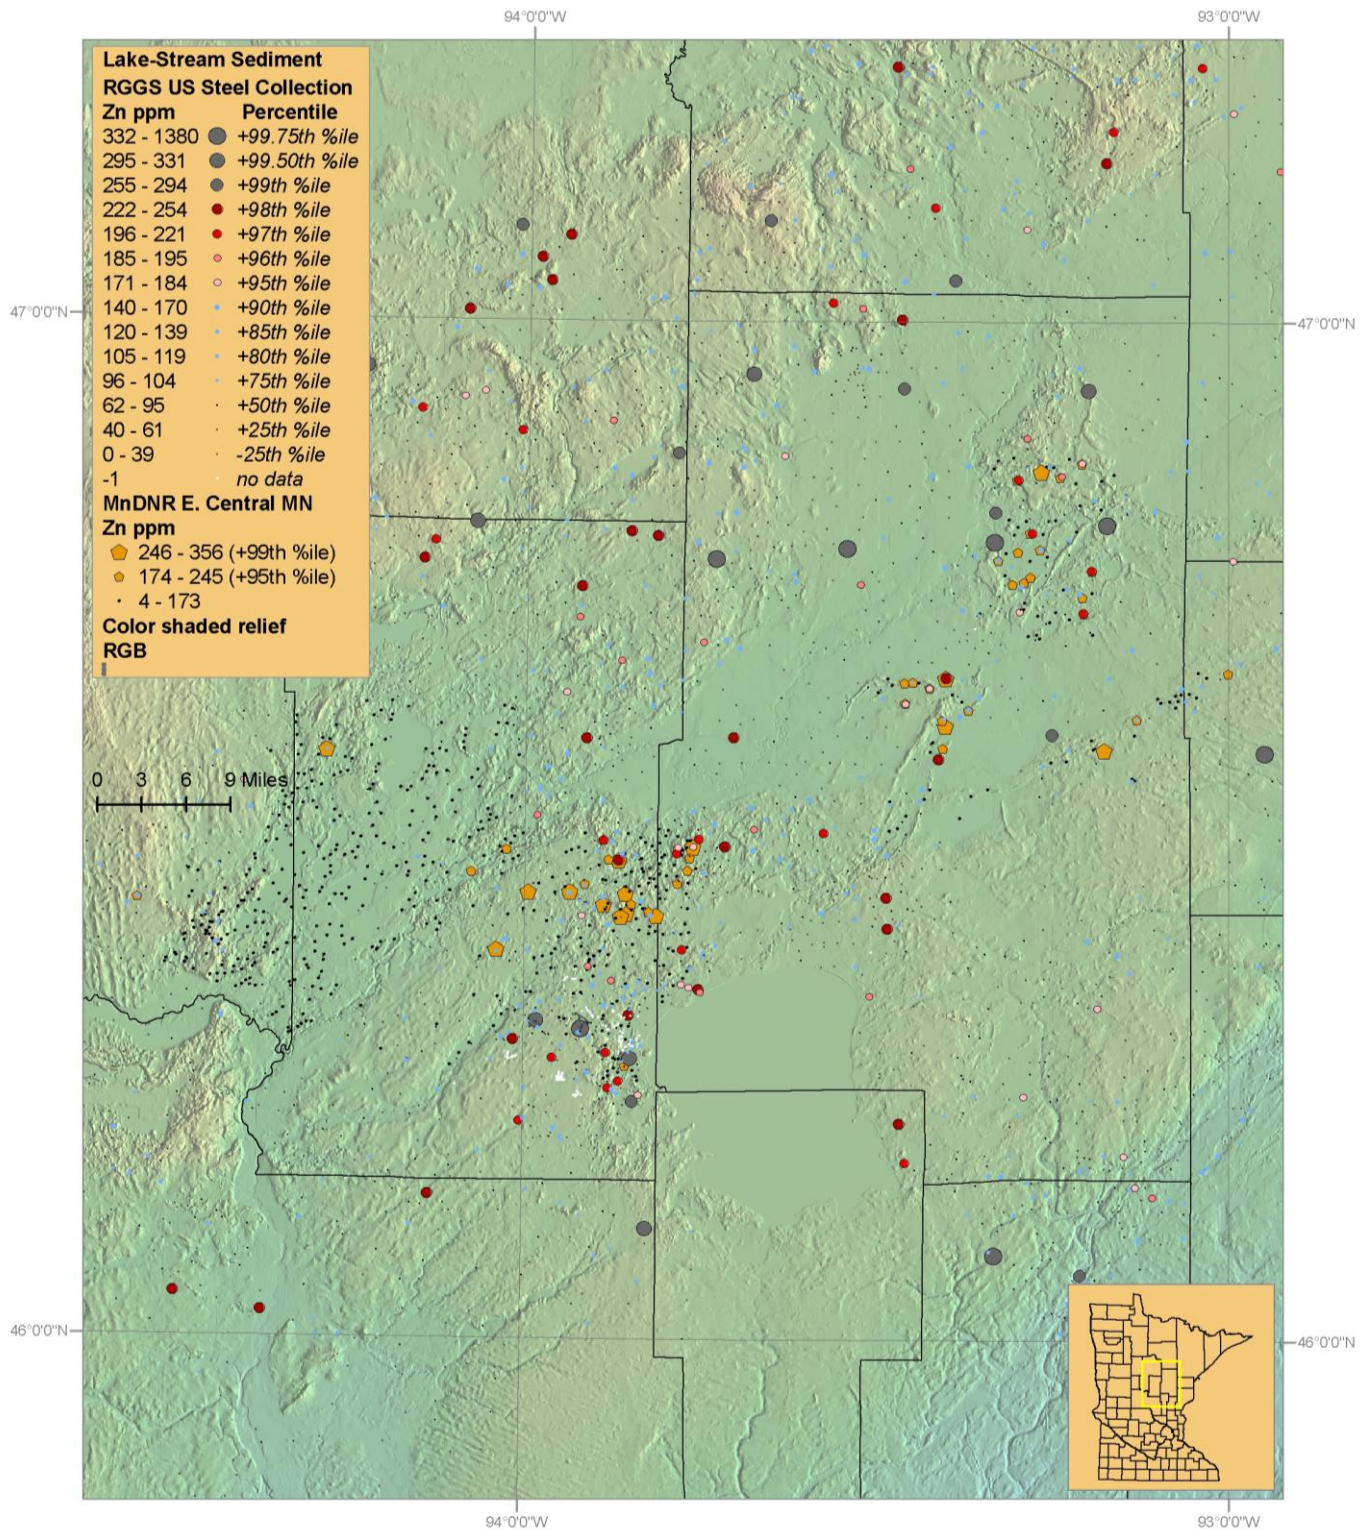 94°0'0"W 93°0'0"W
Lake-Stream Sediment
RGGS US Steel Collection
Zn ppm Percentile
332 - 1380 +99.75th %ile
295 - 331 +99.50th %ile
255 - 294 +99th %ile
222 - 254 +98th %ile
196 - 221 +97th %ile
185 - 195 +96th %ile
171 - 184 +95th %ile
47°0'0"N 140 - 170 +90th %ile 47°0'0"N
120 - 139 +85th %ile
105 - 119 +80th %ile
96 - 104 +75th %ile
62 - 95 +50th %ile
40 - 61 +25th %ile
0 - 39 -25th %ile
-1 no data
MnDNR E. Central MN
Zn ppm
246 - 356 (+99th %ile)
174 - 245 (+95th %ile)
4 - 173
Color shaded relief
RGB
0 3 6 9 Miles
46°0'0"N 46°0'0"N
94°0'0"W 93°0'0"W